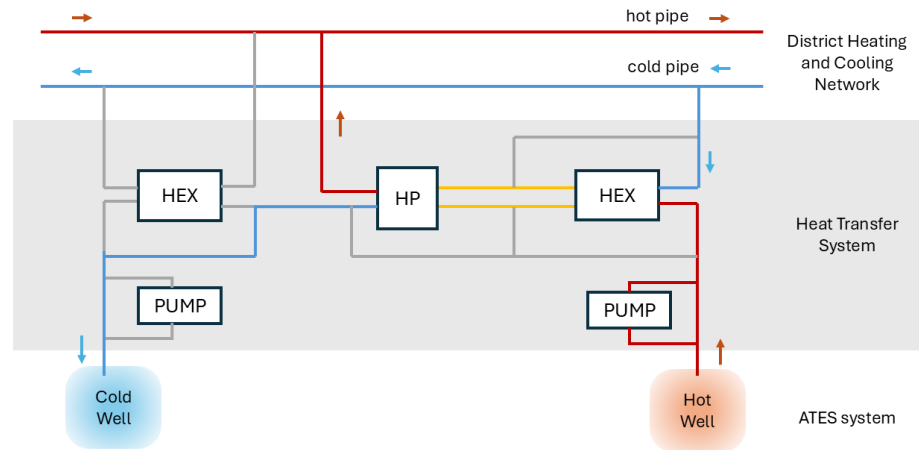 hot pipe
cold pipe
District Heating
and Cooling
Network
HEX
HP
HEX
Heat Transfer
System
PUMP
PUMP
Cold
Well
Hot
Well
ATES system